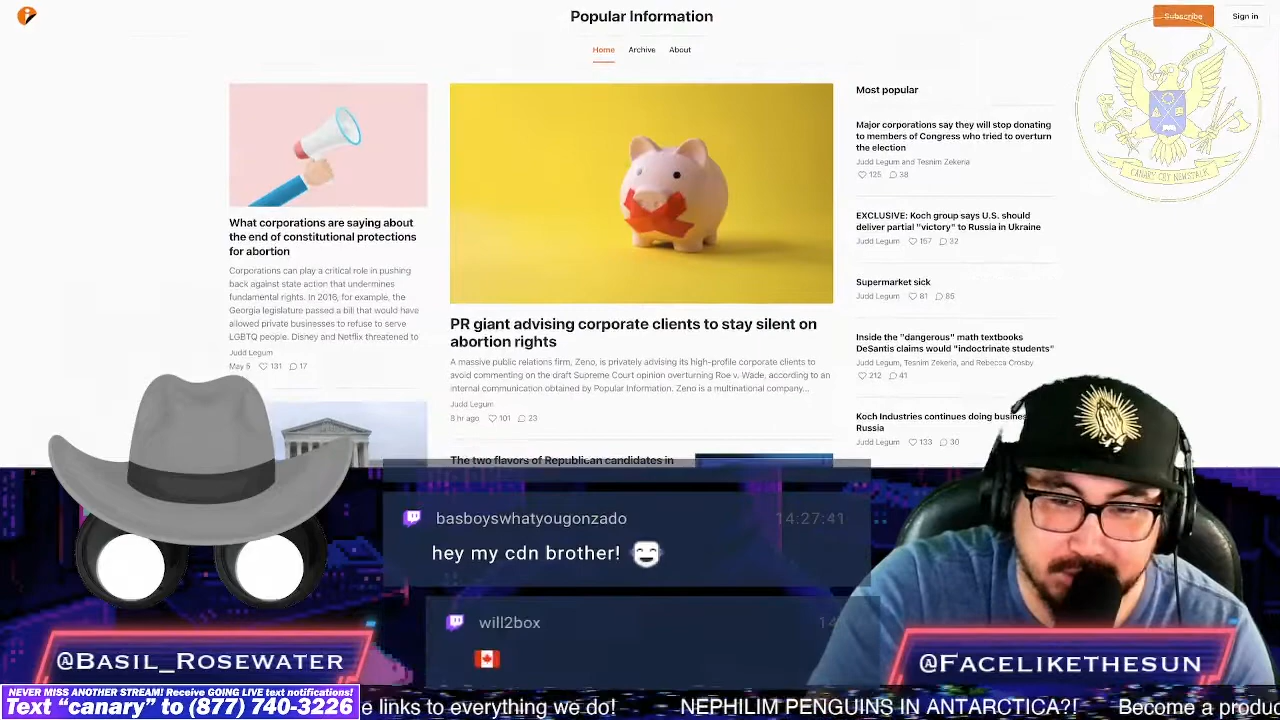 Popular Information
Subscribe
Sign in
Home Archive About
What corporations are saying about
the end of constitutional protections
for abortion
Corporations can play a critical role in pushing
back against state action that undermines
fundamental rights. In 2016, for example, the
Georgia legislature passed a bill that would have
allowed private businesses to refuse to serve
LGBTQ people. Disney and Netflix threatened to
Judd Legum
May 5 131 17
PR giant advising corporate clients to stay silent on
abortion rights
A massive public relations firm, Zeno, is privately advising its high-profile corporate clients to
avoid commenting on the draft Supreme Court opinion overturning Roe v. Wade, according to an
internal communication obtained by Popular Information. Zeno is a multinational company...
Judd Legum
8 hr ago 101 23
The two flavors of Republican candidates in
Most popular
Major corporations say they will stop donating
to members of Congress who tried to overturn
the election
Judd Legum and Tesnim Zekeria
125 38
EXCLUSIVE: Koch group says U.S. should
deliver partial "victory" to Russia in Ukraine
Judd Legum 157 32
Supermarket sick
Judd Legum 81 85
Inside the "dangerous" math textbooks
DeSantis claims would "indoctrinate students"
Judd Legum, Tesnim Zekeria, and Rebecca Crosby
212 41
Koch Industries continues doing busine
Russia
Judd Legum 133 30
CANARY CRY NEWSTALK
basboyswhatyougonzado 14:27:41
hey my cdn brother!
will2box 14
@BASIL_ROSEWATER
@FACELIKETHESUN
NEVER MISS ANOTHER STREAM! Receive GOING LIVE text notifications!
Text "canary" to (877) 740-3226
e links to everything we do! NEPHILIM PENGUINS IN ANTARCTICA?! Become a produc